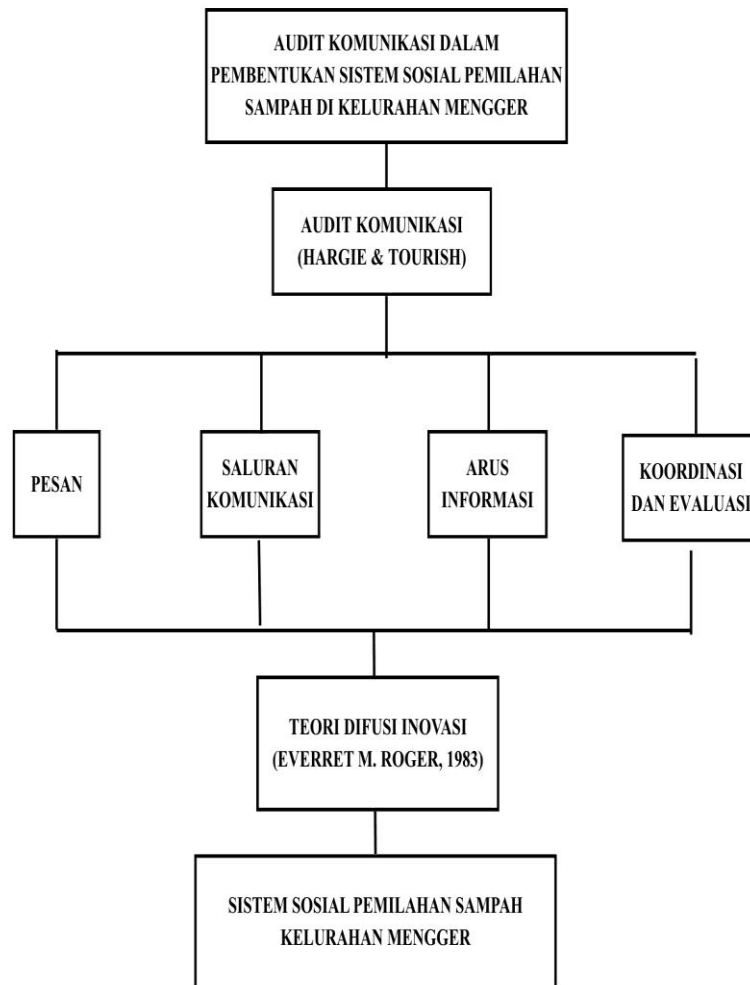 AUDIT KOMUNIKASI DALAM
PEMBENTUKAN SISTEM SOSIAL PEMILAHAN
SAMPAH DI KELURAHAN MENGGER
AUDIT KOMUNIKASI
(HARGIE & TOURISH)
PESAN
SALURAN
KOMUNIKASI
ARUS
INFORMASI
KOORDINASI
DAN EVALUASI
TEORI DIFUSI INOVASI
(EVERRET M. ROGER, 1983)
SISTEM SOSIAL PEMILAHAN SAMPAH
KELURAHAN MENGGER